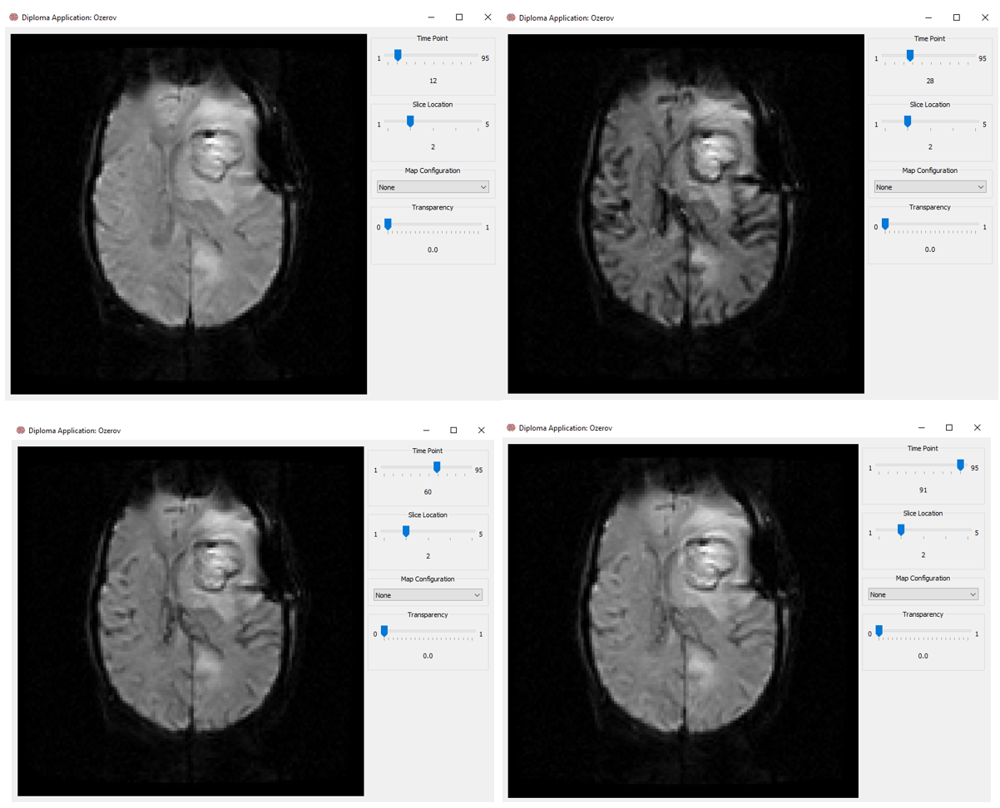 Diploma Application: Ozerov
Time Point
1 95
12
Slice Location
1 5
2
Map Configuration
None
Transparency
0 1
0.0
Diploma Application: Ozerov
Time Point
1 95
28
Slice Location
1 5
2
Map Configuration
None
Transparency
0 1
0.0
Diploma Application: Ozerov
Time Point
1 95
60
Slice Location
1 5
2
Map Configuration
None
Transparency
0 1
0.0
Diploma Application: Ozerov
Time Point
1 95
91
Slice Location
1 5
2
Map Configuration
None
Transparency
0 1
0.0